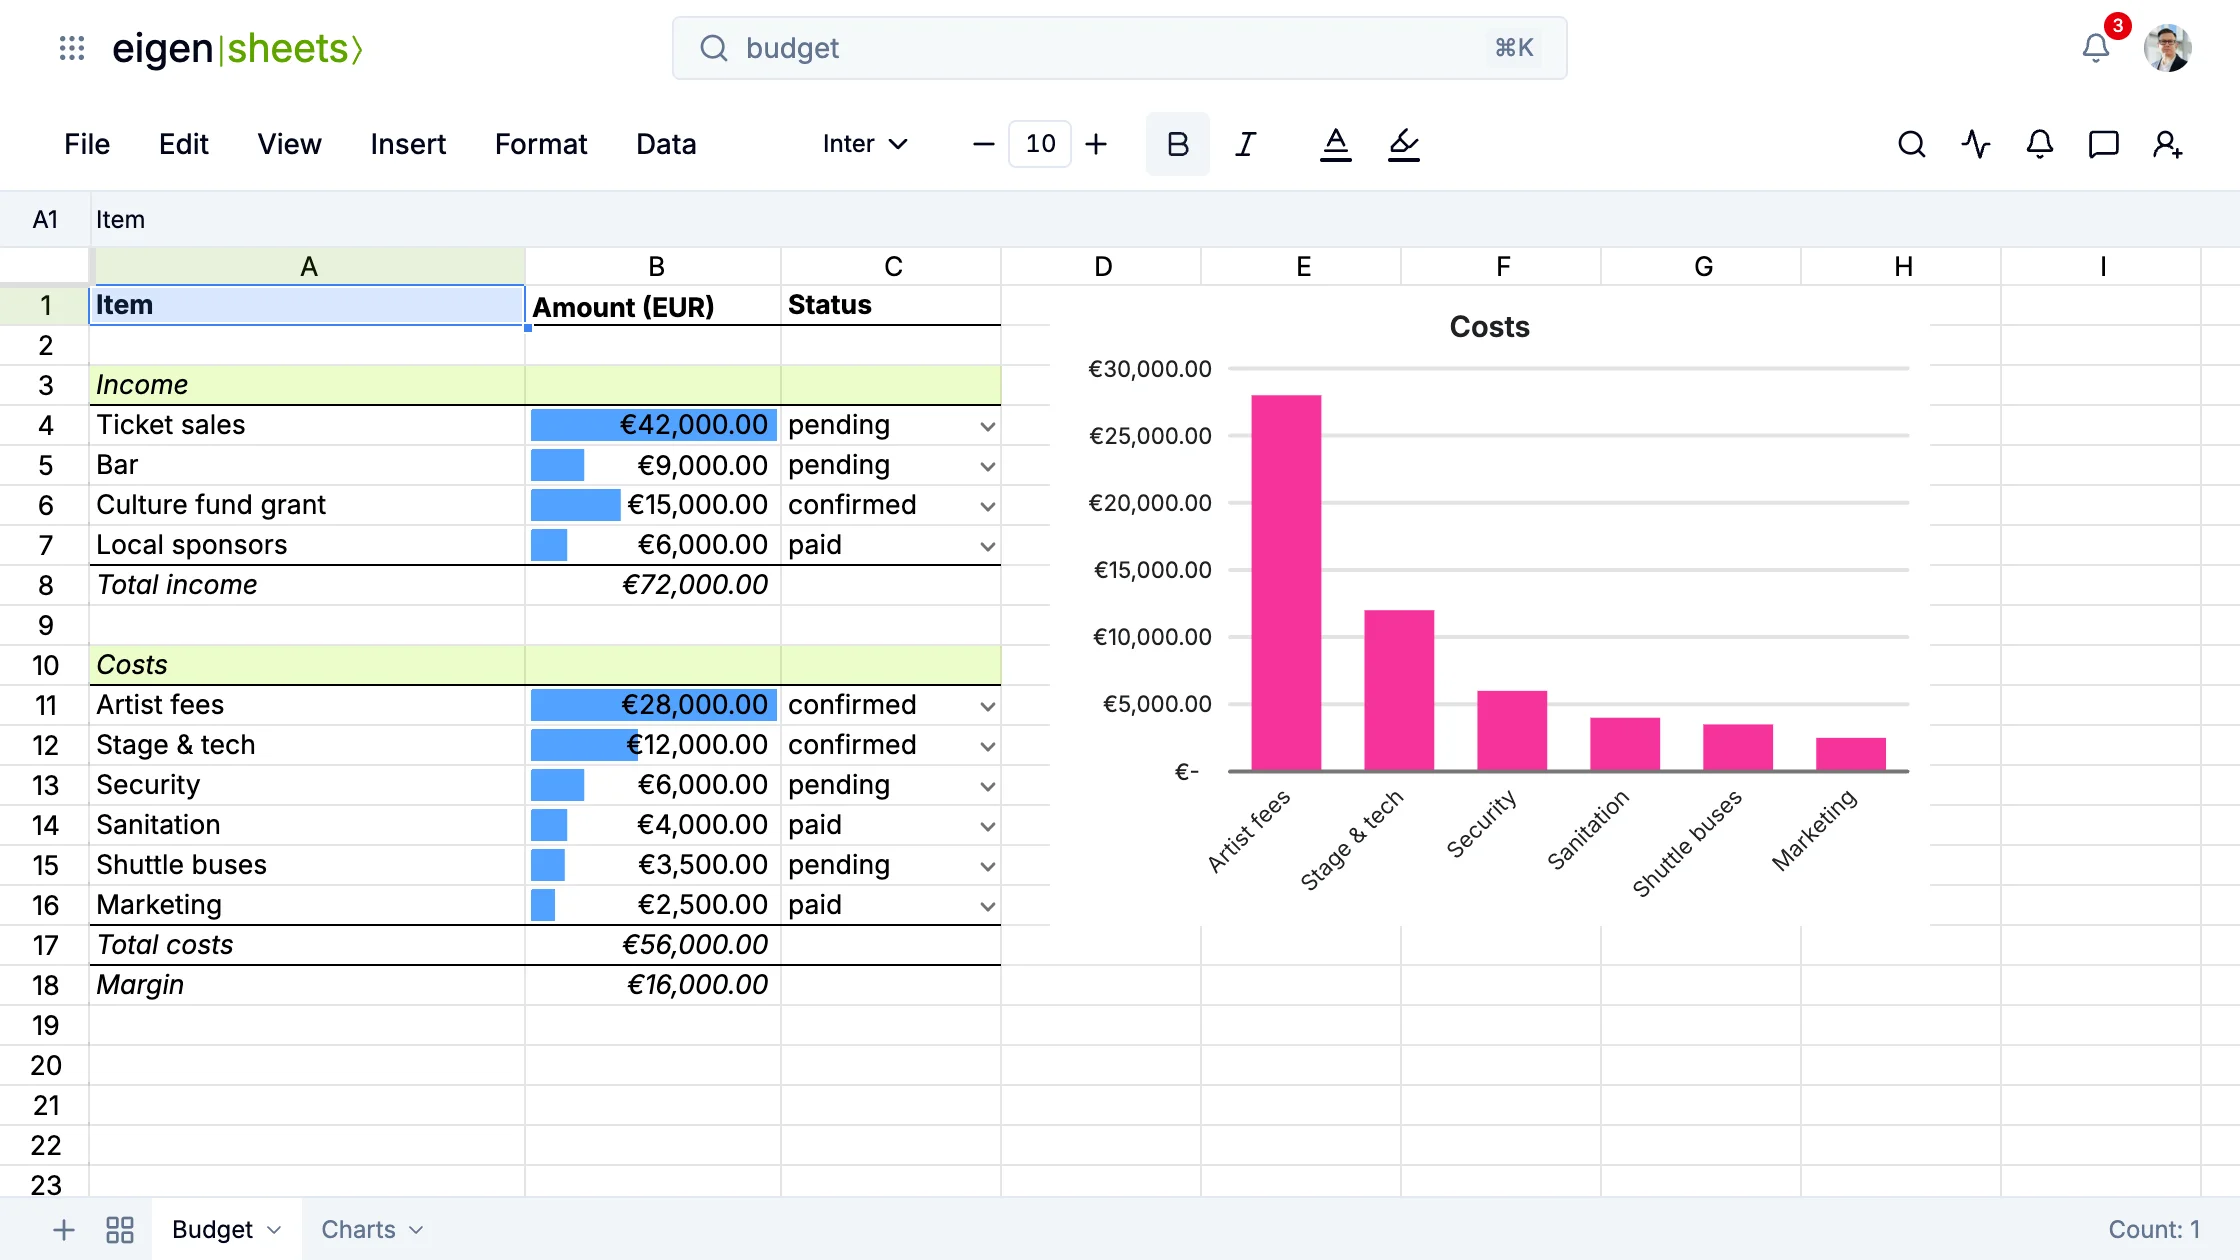 eigen|sheets⟩
budget
⌘K
3
File Edit View Insert Format Data Inter 10 B I A
A1 Item
A B C D E F G H I
1 Item Amount (EUR) Status
2
3 Income
4 Ticket sales €42,000.00 pending
5 Bar €9,000.00 pending
6 Culture fund grant €15,000.00 confirmed
7 Local sponsors €6,000.00 paid
8 Total income €72,000.00
9
10 Costs
11 Artist fees €28,000.00 confirmed
12 Stage & tech €12,000.00 confirmed
13 Security €6,000.00 pending
14 Sanitation €4,000.00 paid
15 Shuttle buses €3,500.00 pending
16 Marketing €2,500.00 paid
17 Total costs €56,000.00
18 Margin €16,000.00
19
20
21
22
23
Costs
€30,000.00
€25,000.00
€20,000.00
€15,000.00
€10,000.00
€5,000.00
€-
Artist fees
Stage & tech
Security
Sanitation
Shuttle buses
Marketing
Budget Charts Count: 1